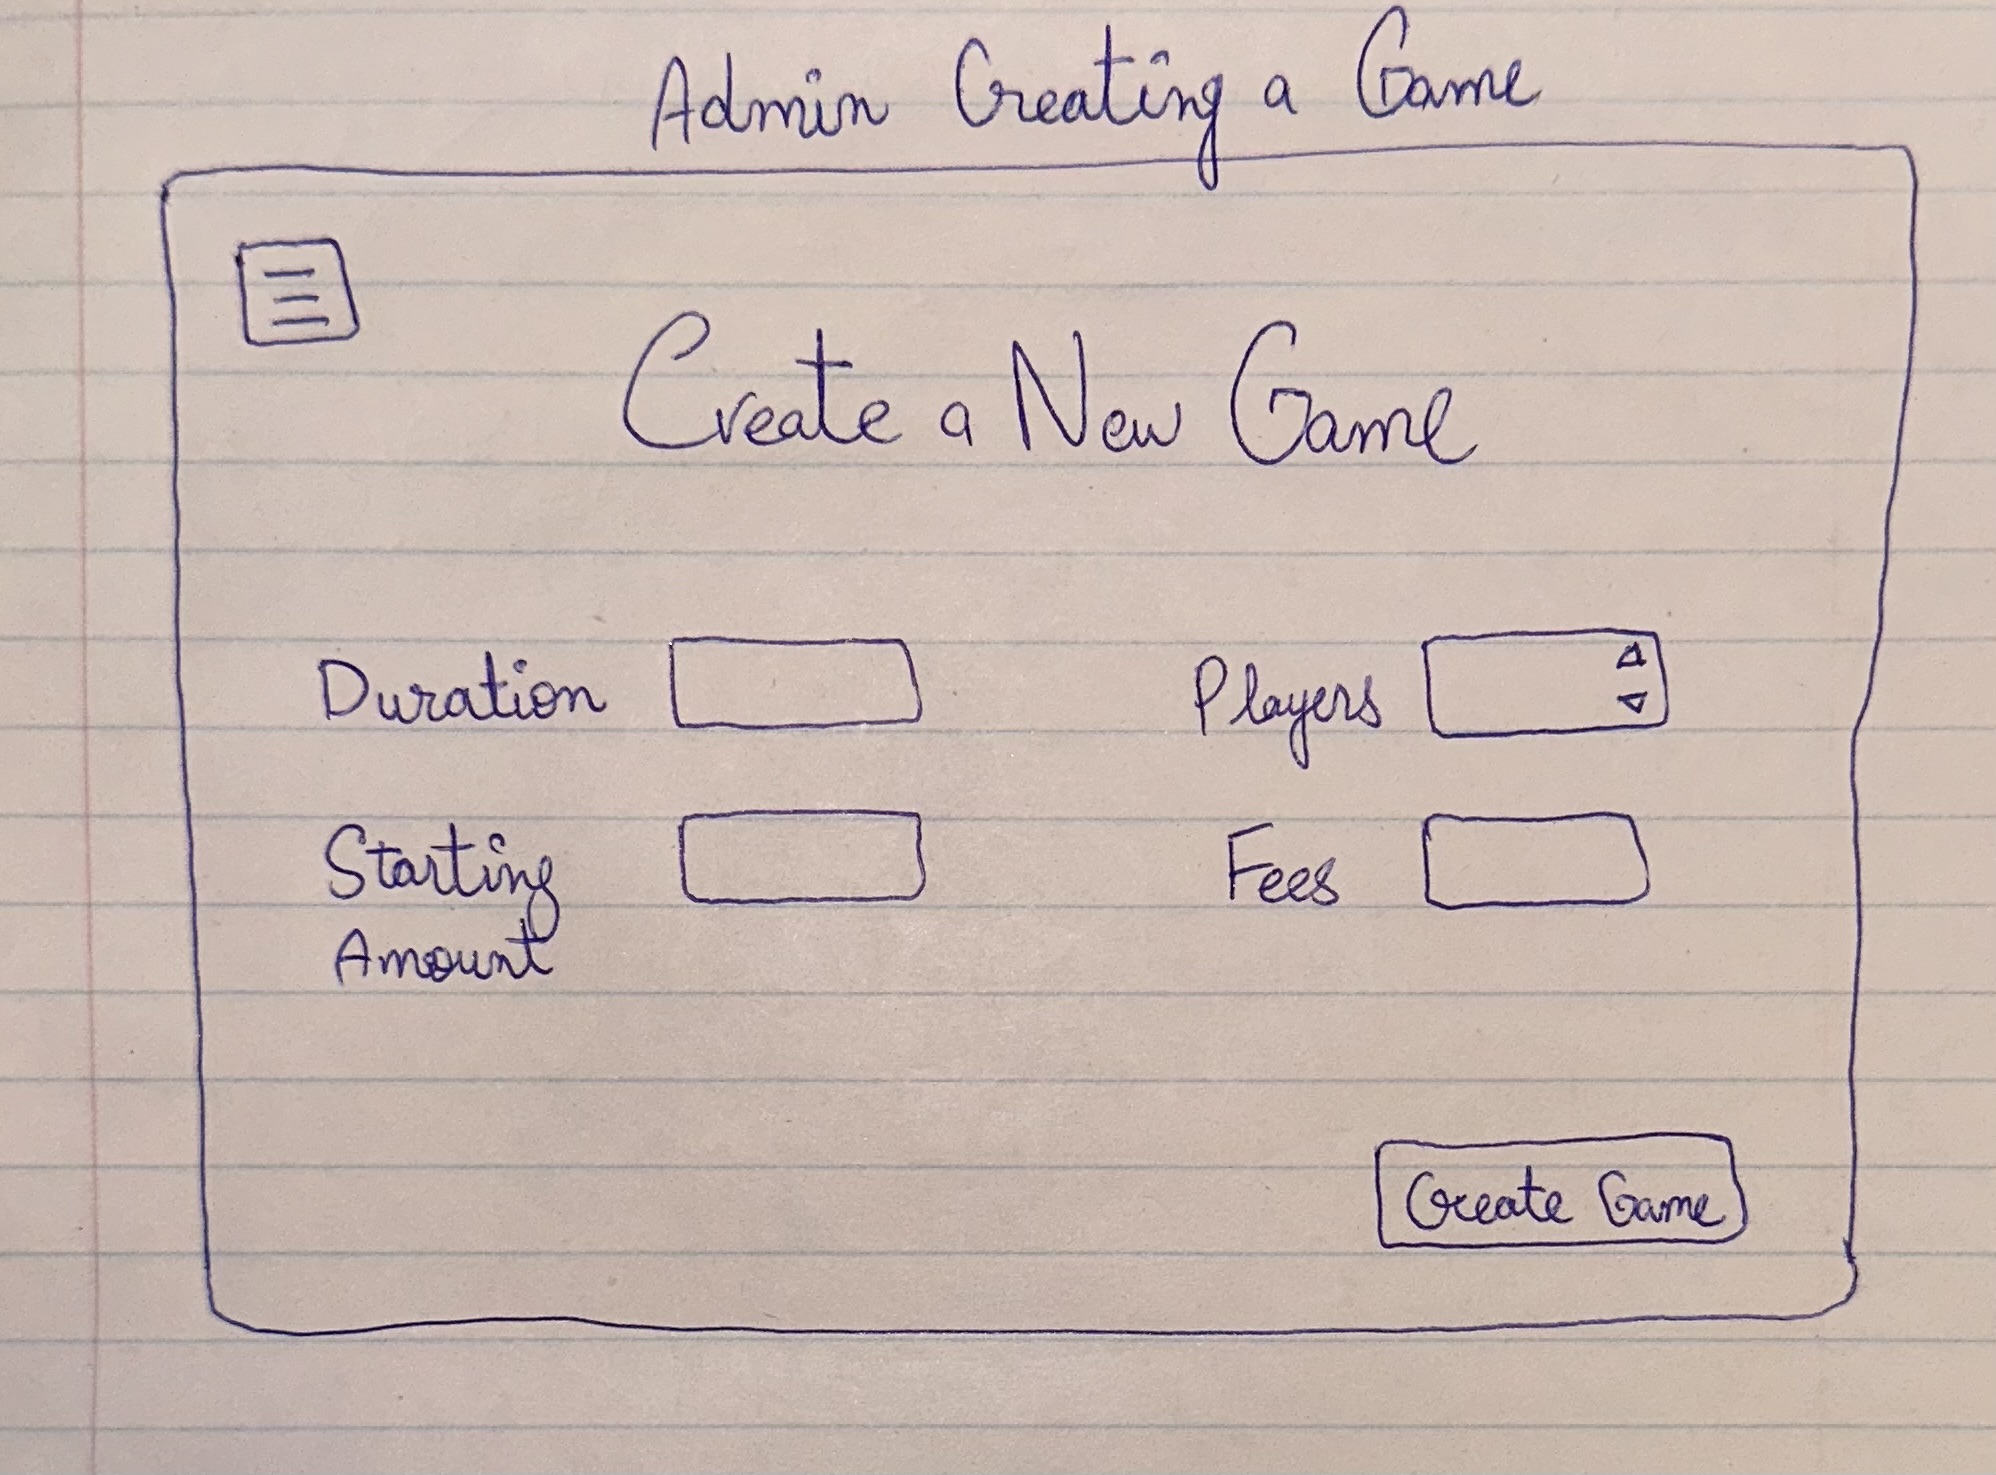 Admin Creating a Game
Create a New Game
Duration
Players
Starting
Amount
Fees
Create Game